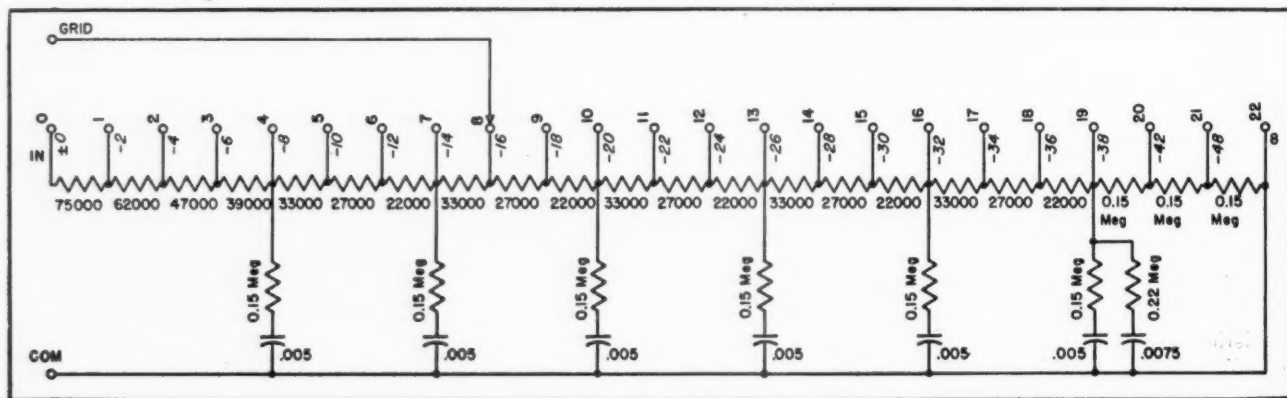 GRID
0 1 2 3 4 5 6 7 8 9 10 11 12 13 14 15 16 17 18 19 20 21 22
IN ±0 -2 -4 -6 -8 -10 -12 -14 -16 -18 -20 -22 -24 -26 -28 -30 -32 -34 -36 -38 -42 -48 ∞
75000 62000 47000 39000 33000 27000 22000 33000 27000 22000 33000 27000 22000 33000 27000 22000 33000 27000 22000 0.15 Meg 0.15 Meg 0.15 Meg
0.15 Meg 0.15 Meg 0.15 Meg 0.15 Meg 0.15 Meg 0.15 Meg 0.22 Meg
COM .005 .005 .005 .005 .005 .005 .0075